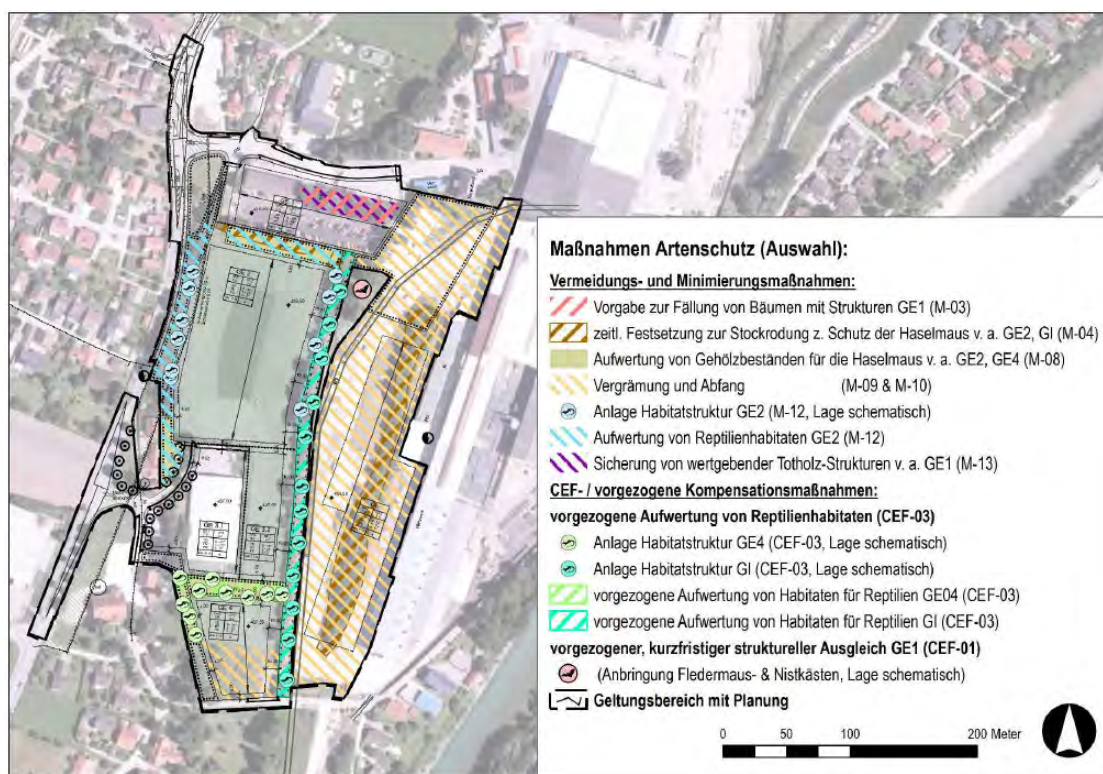 Maßnahmen Artenschutz (Auswahl):
Vermeidungs- und Minimierungsmaßnahmen:
Vorgabe zur Fällung von Bäumen mit Strukturen GE1 (M-03)
zeitl. Festsetzung zur Stockrodung z. Schutz der Haselmaus v. a. GE2, GI (M-04)
Aufwertung von Gehölzbeständen für die Haselmaus v. a. GE2, GE4 (M-08)
Vergrämung und Abfang (M-09 & M-10)
Anlage Habitatstruktur GE2 (M-12, Lage schematisch)
Aufwertung von Reptilienhabitaten GE2 (M-12)
Sicherung von wertgebender Totholz-Strukturen v. a. GE1 (M-13)
CEF- / vorgezogene Kompensationsmaßnahmen:
vorgezogene Aufwertung von Reptilienhabitaten (CEF-03)
Anlage Habitatstruktur GE4 (CEF-03, Lage schematisch)
Anlage Habitatstruktur GI (CEF-03, Lage schematisch)
vorgezogene Aufwertung von Habitaten für Reptilien GE04 (CEF-03)
vorgezogene Aufwertung von Habitaten für Reptilien GI (CEF-03)
vorgezogener, kurzfristiger struktureller Ausgleich GE1 (CEF-01)
(Anbringung Fledermaus- & Nistkästen, Lage schematisch)
Geltungsbereich mit Planung
0 50 100 200 Meter